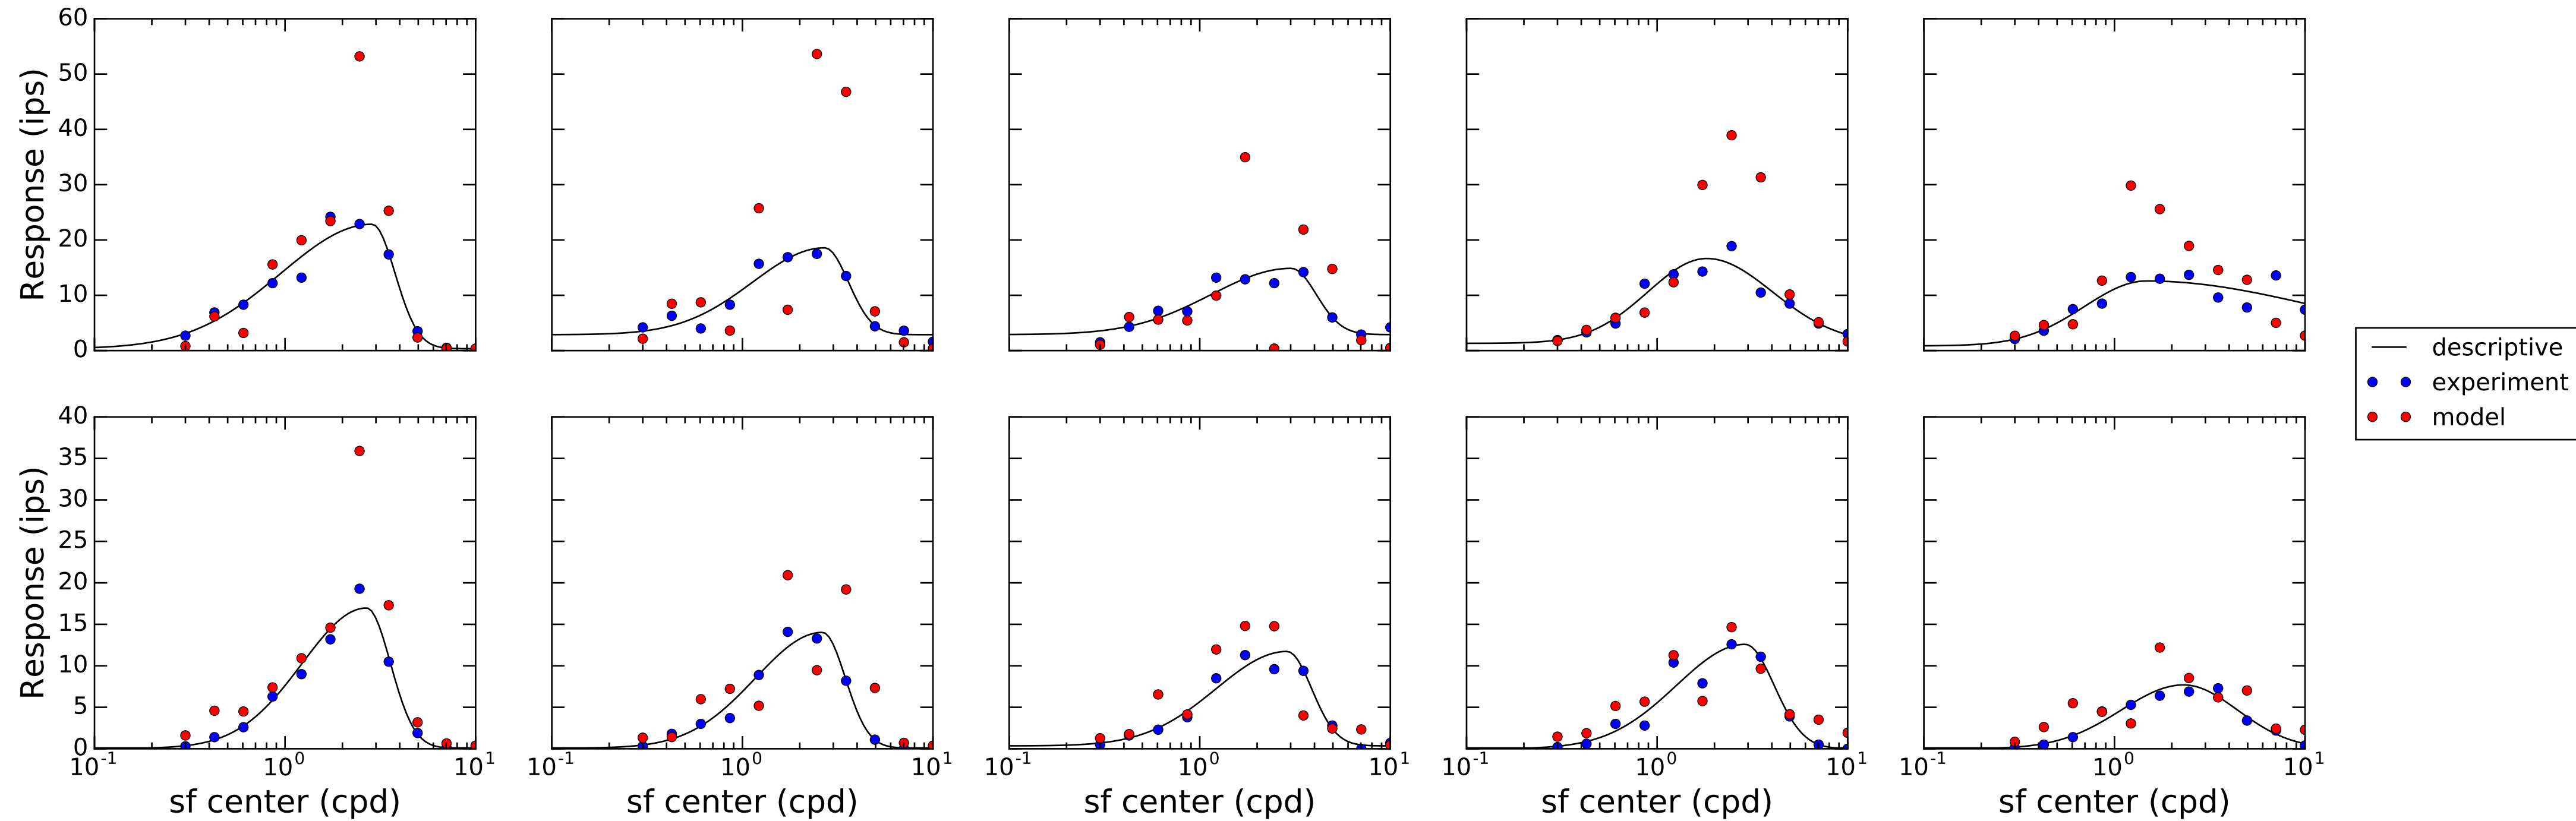 60
50
40
30
20
10
0
Response (ips)
40
35
30
25
20
15
10
5
0
Response (ips)
10^-1 10^0 10^1
10^-1 10^0 10^1
10^-1 10^0 10^1
10^-1 10^0 10^1
10^-1 10^0 10^1
sf center (cpd)
sf center (cpd)
sf center (cpd)
sf center (cpd)
sf center (cpd)
descriptive
experiment
model